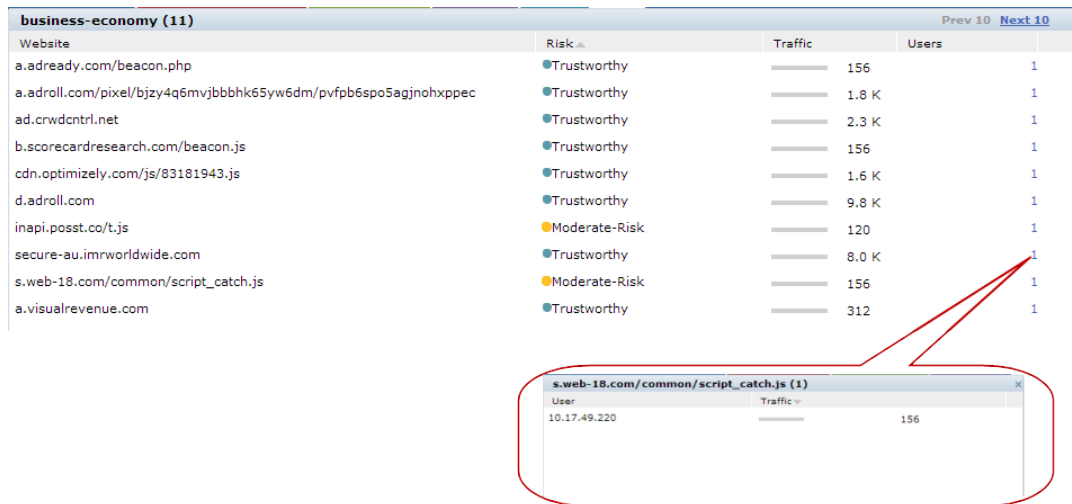 business-economy (11) Prev 10 Next 10
Website Risk Traffic Users
a.adready.com/beacon.php Trustworthy 156 1
a.adroll.com/pixel/bjzy4q6mvjbbbhk65yw6dm/pvfpb6spo5agjnohxppec Trustworthy 1.8 K 1
ad.crwdcntrl.net Trustworthy 2.3 K 1
b.scorecardresearch.com/beacon.js Trustworthy 156 1
cdn.optimizely.com/js/83181943.js Trustworthy 1.6 K 1
d.adroll.com Trustworthy 9.8 K 1
inapi.posst.co/t.js Moderate-Risk 120 1
secure-au.imrworldwide.com Trustworthy 8.0 K 1
s.web-18.com/common/script_catch.js Moderate-Risk 156 1
a.visualrevenue.com Trustworthy 312 1
s.web-18.com/common/script_catch.js (1) ×
User Traffic
10.17.49.220 156